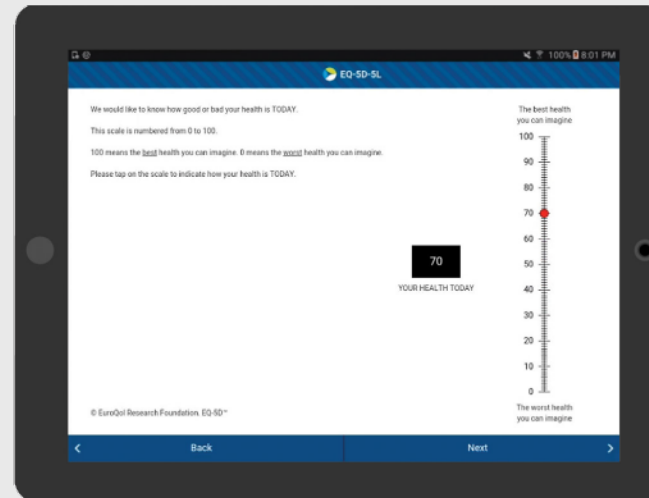 100% 8:01 PM
EQ-5D-5L
We would like to know how good or bad your health is TODAY.
This scale is numbered from 0 to 100.
100 means the best health you can imagine. 0 means the worst health you can imagine.
Please tap on the scale to indicate how your health is TODAY.
The best health
you can imagine
100
90
80
70
60
50
40
30
20
10
0
The worst health
you can imagine
70
YOUR HEALTH TODAY
© EuroQol Research Foundation. EQ-5D™
Back
Next